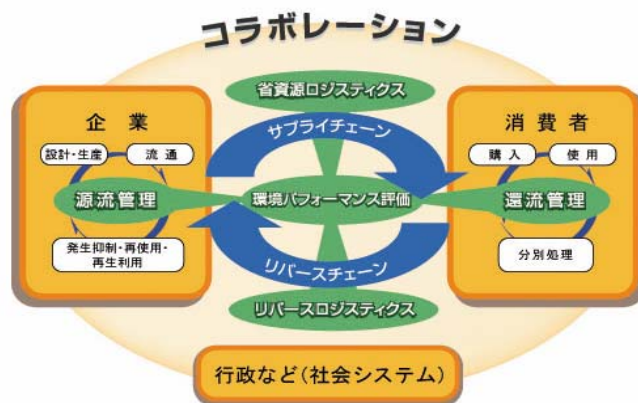 コラボレーション
省資源ロジスティクス
企業
設計・生産
流通
源流管理
発生抑制・再使用・
再生利用
サプライチェーン
環境パフォーマンス評価
リバースチェーン
リバースロジスティクス
消費者
購入
使用
還流管理
分別処理
行政など(社会システム)